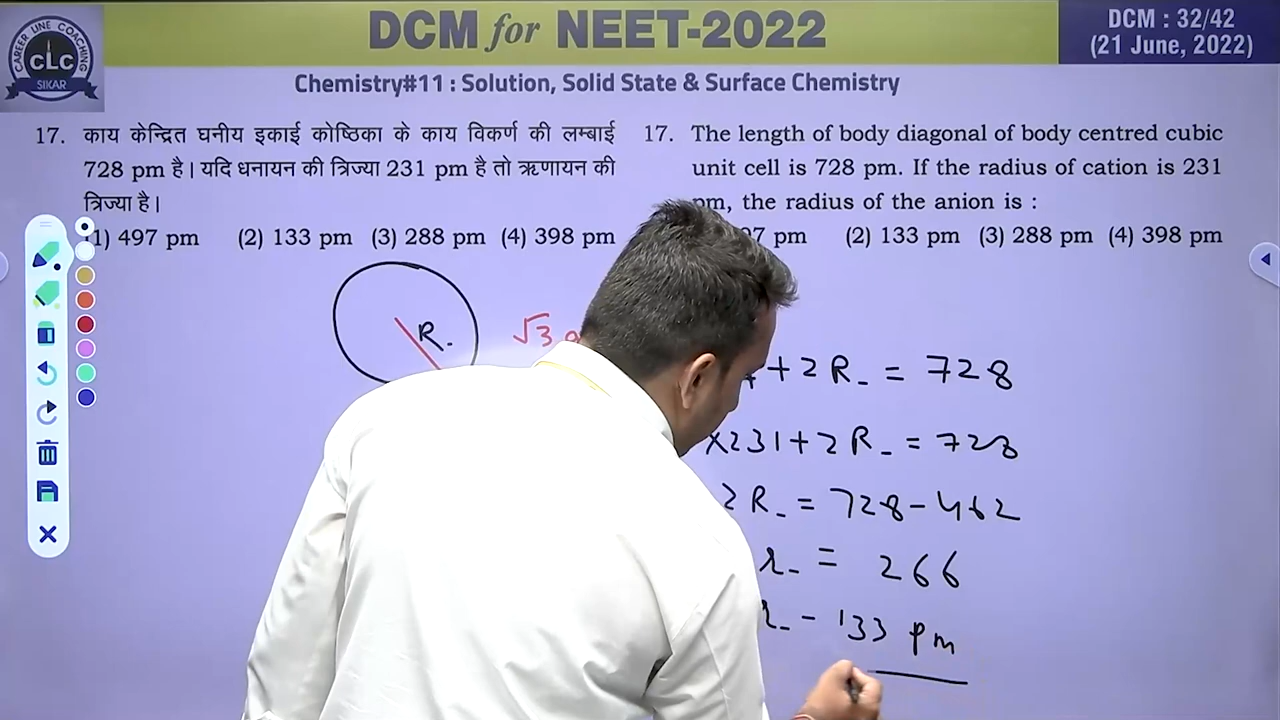 DCM for NEET-2022
DCM : 32/42
(21 June, 2022)
CAREER LINE COACHING
CLC
SIKAR
Chemistry#11 : Solution, Solid State & Surface Chemistry
17. काय केन्द्रित घनीय इकाई कोष्ठिका के काय विकर्ण की लम्बाई
728 pm है। यदि धनायन की त्रिज्या 231 pm है तो ऋणायन की
त्रिज्या है।
1) 497 pm (2) 133 pm (3) 288 pm (4) 398 pm
17. The length of body diagonal of body centred cubic
unit cell is 728 pm. If the radius of cation is 231
pm, the radius of the anion is :
97 pm (2) 133 pm (3) 288 pm (4) 398 pm
R-
√3 a
+ 2R- = 728
x231 + 2R- = 728
2R- = 728 - 462
r- = 266
r- - 133 pm